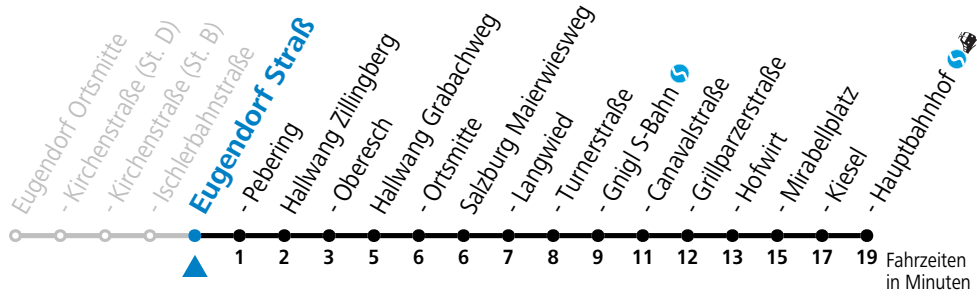 Eugendorf Ortsmitte
- Kirchenstraße (St. D)
- Kirchenstraße (St. B)
- Ischlerbahnstraße
Eugendorf Straß
- Pebering
Hallwang Zillingberg
- Oberesch
Hallwang Grabachweg
- Ortsmitte
Salzburg Maierwiesweg
- Langwied
- Turnerstraße
- Gnigl S-Bahn
- Canavalstraße
- Grillparzerstraße
- Hofwirt
- Mirabellplatz
- Kiesel
- Hauptbahnhof
1 2 3 5 6 6 7 8 9 11 12 13 15 17 19 Fahrzeiten
in Minuten